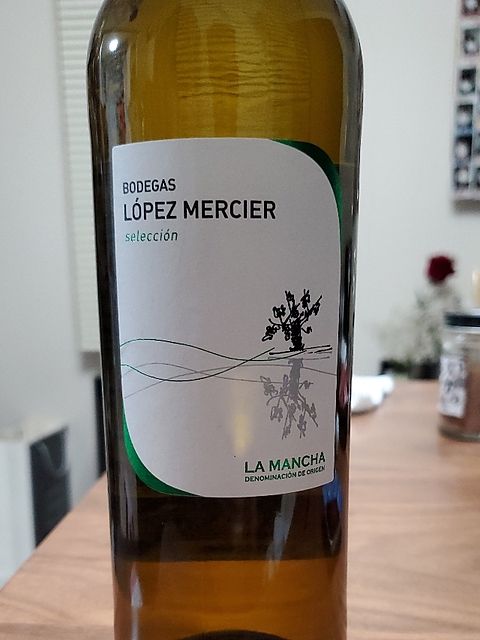 BODEGAS
LÓPEZ MERCIER
selección
LA MANCHA
DENOMINACIÓN DE ORIGEN